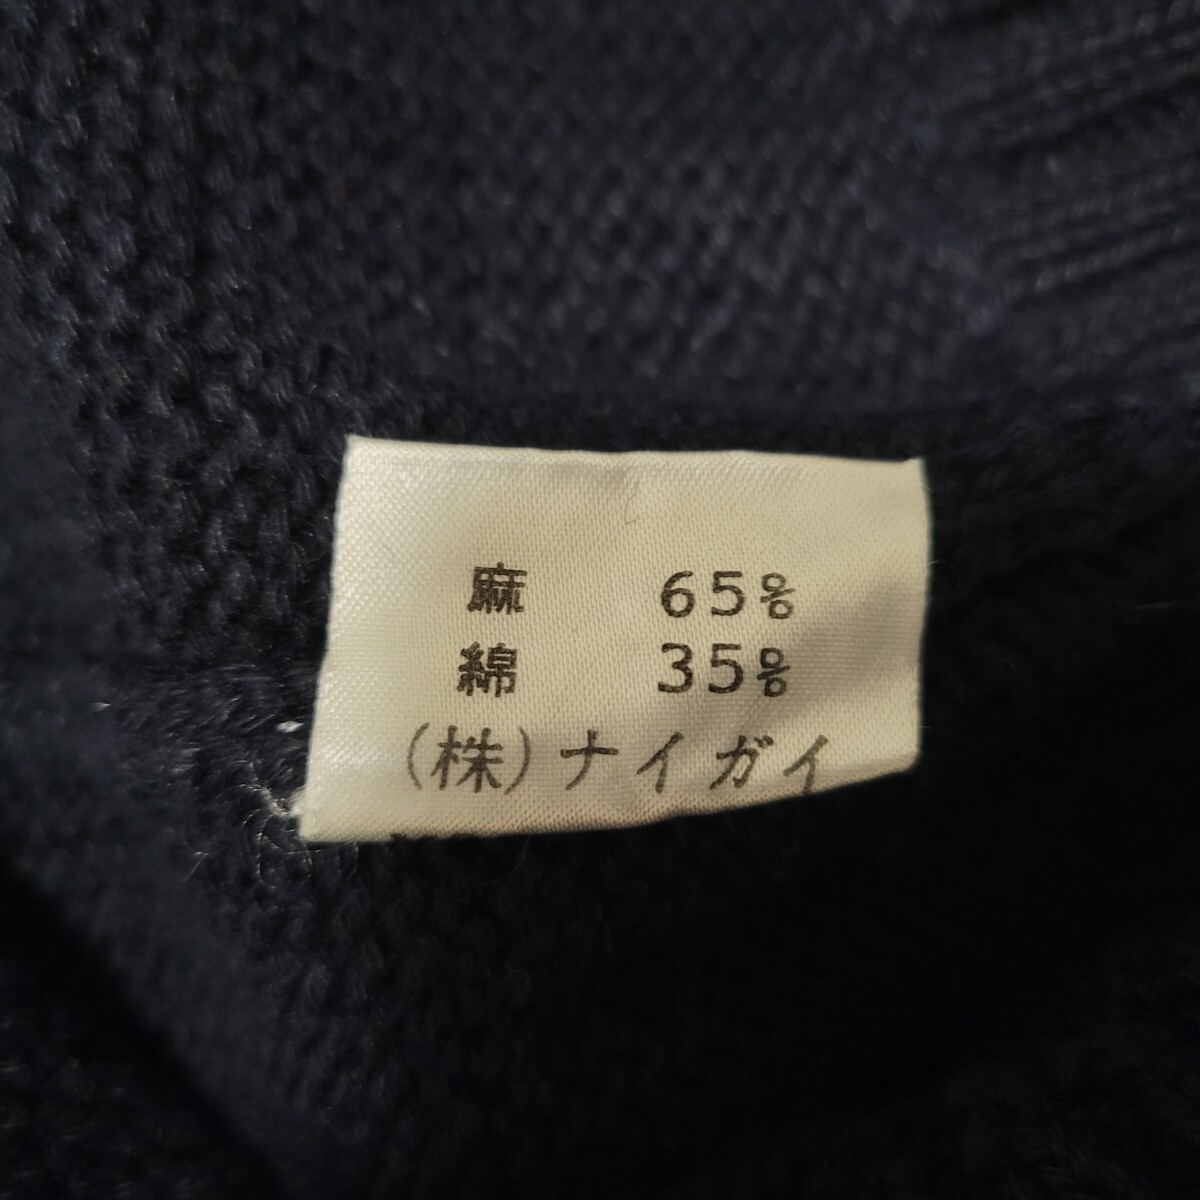 麻 65%
綿 35%
(株)ナイガイ